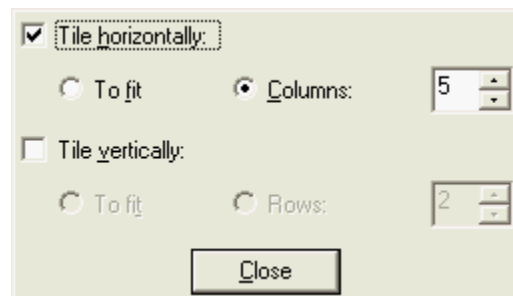 Tile horizontally:
To fit Columns: 5
Tile vertically:
To fit Rows: 2
Close